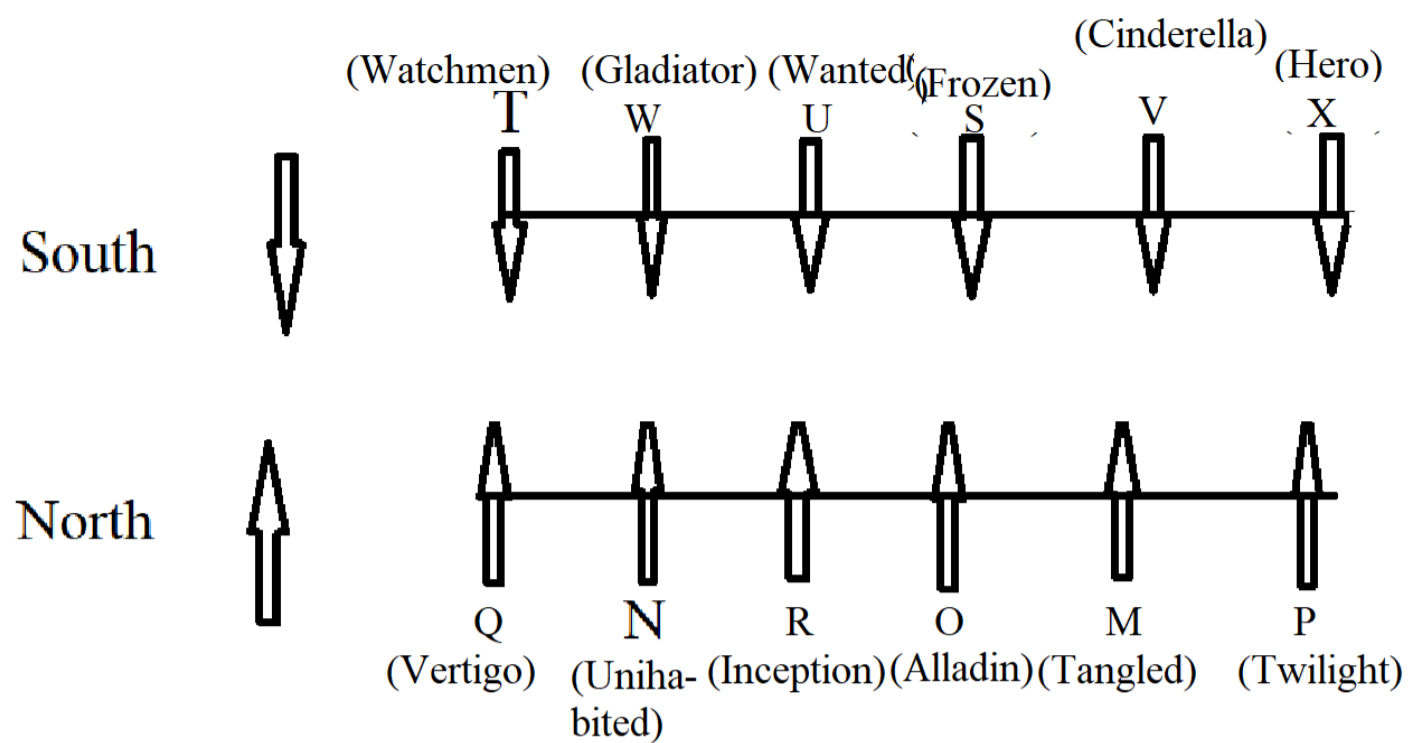 (Cinderella)
(Watchmen) (Gladiator) (Wanted) (Frozen) (Hero)
T W U S V X
South
North
Q N R O M P
(Vertigo) (Uniha- (Inception) (Alladin) (Tangled) (Twilight)
bited)